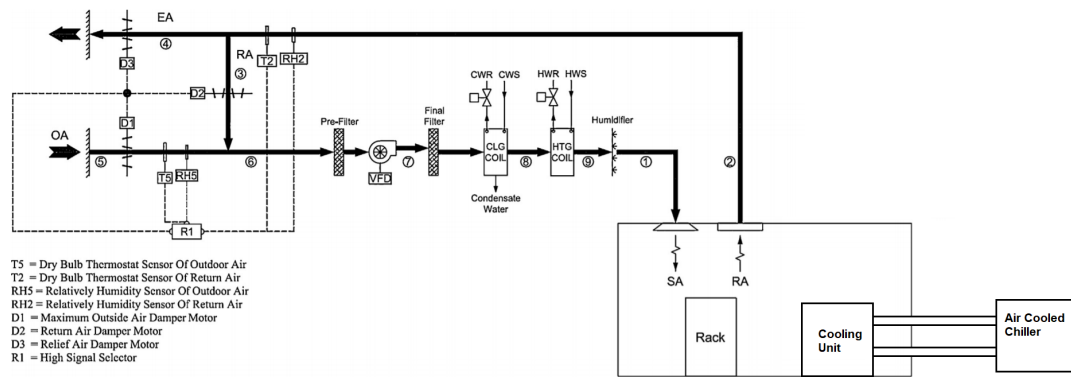 EA
④
D3
RA
③
T2
RH2
D2
D1
OA
⑤
T5
RH5
⑥
R1
Pre-Filter
VFD
⑦
Final
Filter
CWR
CWS
CLG
COIL
Condensate
Water
⑧
HWR
HWS
HTG
COIL
⑨
Humidifier
①
②
SA
RA
Rack
Cooling
Unit
Air Cooled
Chiller
T5 = Dry Bulb Thermostat Sensor Of Outdoor Air
T2 = Dry Bulb Thermostat Sensor Of Return Air
RH5 = Relatively Humidity Sensor Of Outdoor Air
RH2 = Relatively Humidity Sensor Of Return Air
D1 = Maximum Outside Air Damper Motor
D2 = Return Air Damper Motor
D3 = Relief Air Damper Motor
R1 = High Signal Selector